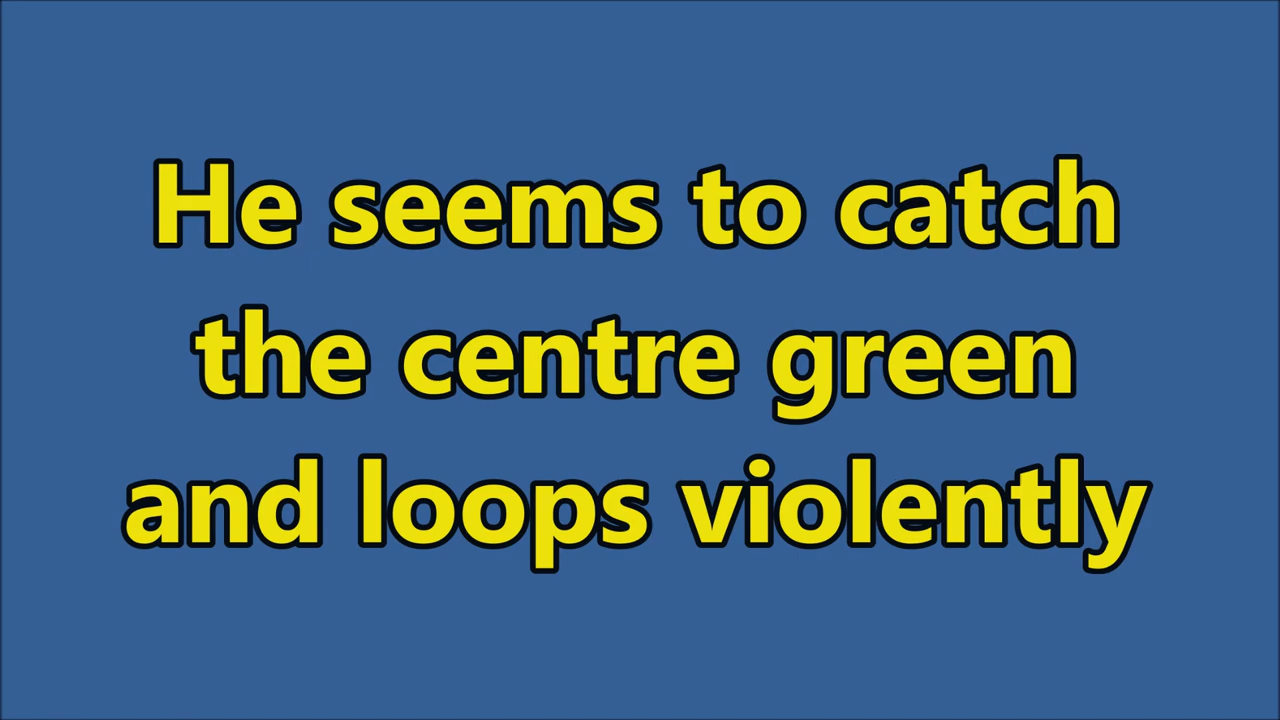 He seems to catch
the centre green
and loops violently